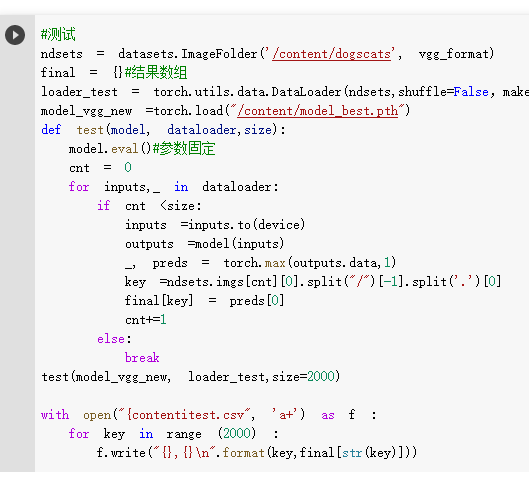 #测试
ndsets = datasets.ImageFolder('/content/dogscats', vgg_format)
final = {}#结果数组
loader_test = torch.utils.data.DataLoader(ndsets,shuffle=False, make
model_vgg_new =torch.load("/content/model_best.pth")
def test(model, dataloader,size):
    model.eval()#参数固定
    cnt = 0
    for inputs,_ in dataloader:
        if cnt <size:
            inputs =inputs.to(device)
            outputs =model(inputs)
            _, preds = torch.max(outputs.data,1)
            key =ndsets.imgs[cnt][0].split("/")[-1].split('.')[0]
            final[key] = preds[0]
            cnt+=1
        else:
            break
test(model_vgg_new, loader_test,size=2000)
with open("{contentitest.csv", 'a+') as f :
    for key in range (2000) :
        f.write("{},{}\n".format(key,final[str(key)]))